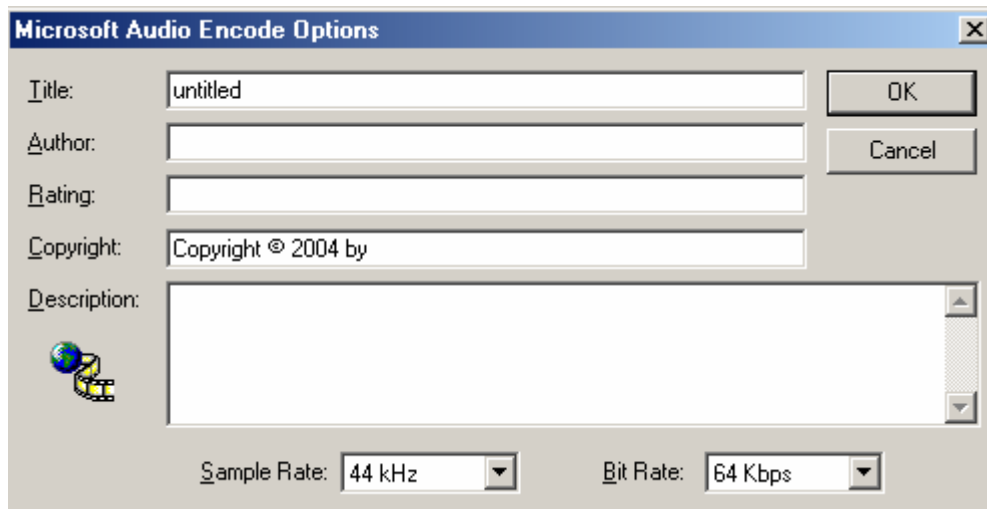 Microsoft Audio Encode Options
Title: untitled
OK
Author:
Cancel
Rating:
Copyright: Copyright © 2004 by
Description:
Sample Rate: 44 kHz Bit Rate: 64 Kbps